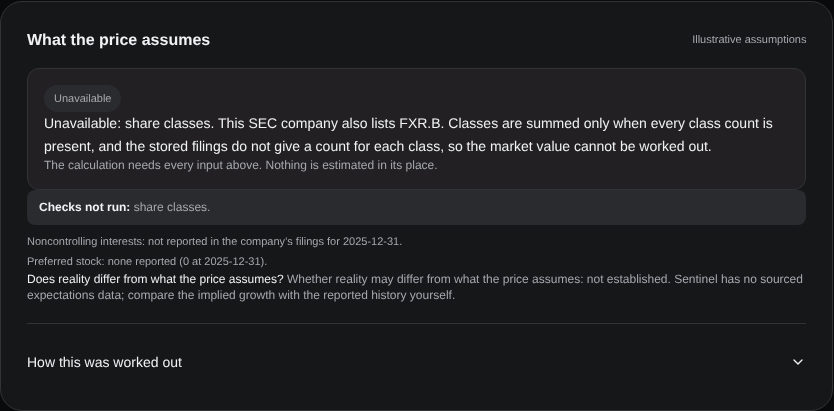 What the price assumes
Illustrative assumptions
Unavailable
Unavailable: share classes. This SEC company also lists FXR.B. Classes are summed only when every class count is
present, and the stored filings do not give a count for each class, so the market value cannot be worked out.
The calculation needs every input above. Nothing is estimated in its place.
Checks not run: share classes.
Noncontrolling interests: not reported in the company's filings for 2025-12-31.
Preferred stock: none reported (0 at 2025-12-31).
Does reality differ from what the price assumes? Whether reality may differ from what the price assumes: not established. Sentinel has no sourced
expectations data; compare the implied growth with the reported history yourself.
How this was worked out